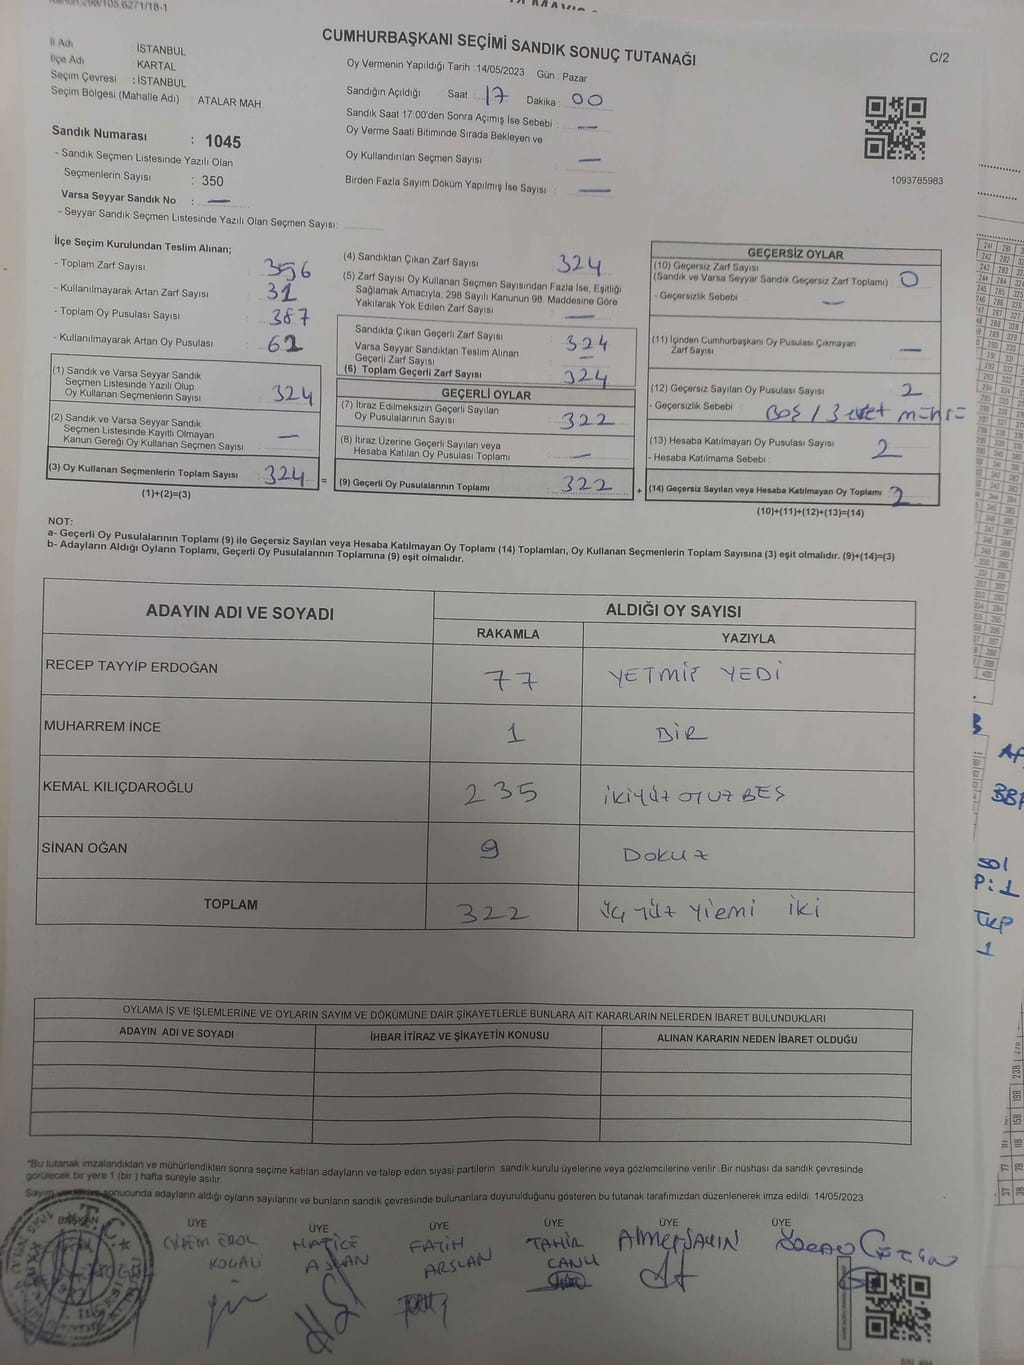 298/105,6271/18-1
14 MAYIS
CUMHURBAŞKANI SEÇİMİ SANDIK SONUÇ TUTANAĞI
C/2
İl Adı : İSTANBUL
İlçe Adı : KARTAL
Seçim Çevresi : İSTANBUL
Seçim Bölgesi (Mahalle Adı) : ATALAR MAH.
Oy Vermenin Yapıldığı Tarih : 14/05/2023 Gün : Pazar
Sandığın Açıldığı Saat : 17 Dakika : 00
Sandık Saat 17:00'den Sonra Açımış İse Sebebi : —
Oy Verme Saati Bitiminde Sırada Bekleyen ve
Oy Kullandırılan Seçmen Sayısı —
Birden Fazla Sayım Döküm Yapılmış İse Sayısı : —
1093785983
Sandık Numarası : 1045
- Sandık Seçmen Listesinde Yazılı Olan
Seçmenlerin Sayısı : 350
Varsa Seyyar Sandık No : —
- Seyyar Sandık Seçmen Listesinde Yazılı Olan Seçmen Sayısı:
İlçe Seçim Kurulundan Teslim Alınan;
- Toplam Zarf Sayısı : 356
- Kullanılmayarak Artan Zarf Sayısı : 31
- Toplam Oy Pusulası Sayısı : 387
- Kullanılmayarak Artan Oy Pusulası : 62
(1) Sandık ve Varsa Seyyar Sandık
Seçmen Listesinde Yazılı Olup
Oy Kullanan Seçmenlerin Sayısı : 324
(2) Sandık ve Varsa Seyyar Sandık
Seçmen Listesinde Kayıtlı Olmayan
Kanun Gereği Oy Kullanan Seçmen Sayısı : —
(3) Oy Kullanan Seçmenlerin Toplam Sayısı : 324
(1)+(2)=(3)
(4) Sandıktan Çıkan Zarf Sayısı 324
(5) Zarf Sayısı Oy Kullanan Seçmen Sayısından Fazla İse, Eşitliği
Sağlamak Amacıyla, 298 Sayılı Kanunun 98. Maddesine Göre
Yakılarak Yok Edilen Zarf Sayısı : —
Sandıkta Çıkan Geçerli Zarf Sayısı : 324
Varsa Seyyar Sandıktan Teslim Alınan
Geçerli Zarf Sayısı : —
(6) Toplam Geçerli Zarf Sayısı : 324
GEÇERLİ OYLAR
(7) İtiraz Edilmeksizin Geçerli Sayılan
Oy Pusulalarının Sayısı : 322
(8) İtiraz Üzerine Geçerli Sayılan veya
Hesaba Katılan Oy Pusulası Toplamı : —
= (9) Geçerli Oy Pusulalarının Toplamı : 322
GEÇERSİZ OYLAR
(10) Geçersiz Zarf Sayısı
(Sandık ve Varsa Seyyar Sandık Geçersiz Zarf Toplamı) : 0
- Geçersizlik Sebebi : —
(11) İçinden Cumhurbaşkanı Oy Pusulası Çıkmayan
Zarf Sayısı : —
(12) Geçersiz Sayılan Oy Pusulası Sayısı : 2
- Geçersizlik Sebebi : BOŞ / 3 evet
(13) Hesaba Katılmayan Oy Pusulası Sayısı : 2
- Hesaba Katılmama Sebebi :
+ (14) Geçersiz Sayılan veya Hesaba Katılmayan Oy Toplamı : 2
(10)+(11)+(12)+(13)=(14)
NOT:
a- Geçerli Oy Pusulalarının Toplamı (9) ile Geçersiz Sayılan veya Hesaba Katılmayan Oy Toplamı (14) Toplamları, Oy Kullanan Seçmenlerin Toplam Sayısına (3) eşit olmalıdır. (9)+(14)=(3)
b- Adayların Aldığı Oyların Toplamı, Geçerli Oy Pusulalarının Toplamına (9) eşit olmalıdır.
ADAYIN ADI VE SOYADI ALDIĞI OY SAYISI
RAKAMLA YAZIYLA
RECEP TAYYİP ERDOĞAN 77 YETMİŞ YEDİ
MUHARREM İNCE 1 BİR
KEMAL KILIÇDAROĞLU 235 İKİYÜZ OTUZ BEŞ
SİNAN OĞAN 9 DOKUZ
TOPLAM 322 üç yüz yirmi iki
OYLAMA İŞ VE İŞLEMLERİNE VE OYLARIN SAYIM VE DÖKÜMÜNE DAİR ŞİKAYETLERLE BUNLARA AİT KARARLARIN NELERDEN İBARET BULUNDUKLARI
ADAYIN ADI VE SOYADI İHBAR İTİRAZ VE ŞİKAYETİN KONUSU ALINAN KARARIN NEDEN İBARET OLDUĞU
*Bu tutanak imzalandıktan ve mühürlendikten sonra seçime katılan adayların ve talep eden siyasi partilerin sandık kurulu üyelerine veya gözlemcilerine verilir. Bir nüshası da sandık çevresinde
görülecek bir yere 1 (bir) hafta süreyle asılır.
Sayım sonucunda adayların aldığı oyların sayılarını ve bunların sandık çevresinde bulunanlara duyurulduğunu gösteren bu tutanak tarafımızdan düzenlenerek imza edildi. 14/05/2023
BAŞKAN ÜYE ÜYE ÜYE ÜYE ÜYE ÜYE
EROL KOCALİ
HATİCE ASLAN
FATİH ARSLAN
TAHİR CANLI
T.C.
sol
P: 1
TKP
1